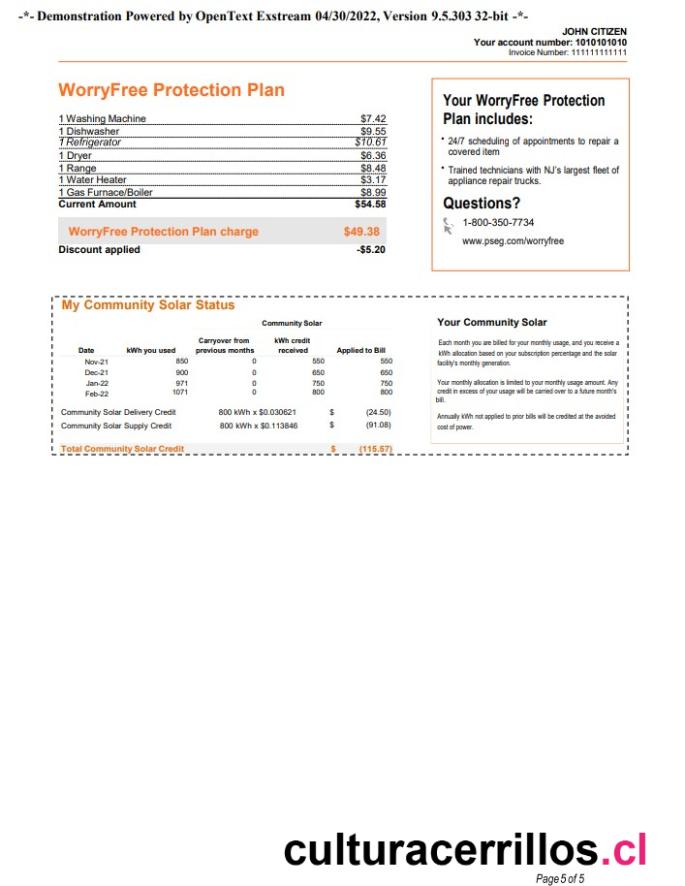 -*- Demonstration Powered by OpenText Exstream 04/30/2022, Version 9.5.303 32-bit -*-
JOHN CITIZEN
Your account number: 1010101010
Invoice Number: 111111111111
WorryFree Protection Plan
1 Washing Machine $7.42
1 Dishwasher $9.55
1 Refrigerator $10.61
1 Dryer $6.36
1 Range $8.48
1 Water Heater $3.17
1 Gas Furnace/Boiler $8.99
Current Amount $54.58
WorryFree Protection Plan charge $49.38
Discount applied -$5.20
Your WorryFree Protection
Plan includes:
• 24/7 scheduling of appointments to repair a
covered item
• Trained technicians with NJ's largest fleet of
appliance repair trucks.
Questions?
1-800-350-7734
www.pseg.com/worryfree
My Community Solar Status
Community Solar
Carryover from kWh credit
Date kWh you used previous months received Applied to Bill
Nov-21 850 0 550 550
Dec-21 900 0 650 650
Jan-22 971 0 750 750
Feb-22 1071 0 800 800
Community Solar Delivery Credit 800 kWh x $0.030621 $ (24.50)
Community Solar Supply Credit 800 kWh x $0.113846 $ (91.08)
Total Community Solar Credit $ (115.57)
Your Community Solar
Each month you are billed for your monthly usage, and you receive a
kWh allocation based on your subscription percentage and the solar
facility's monthly generation.
Your monthly allocation is limited to your monthly usage amount. Any
credit in excess of your usage will be carried over to a future month's
bill.
Annually kWh not applied to prior bills will be credited at the avoided
cost of power.
culturacerrillos.cl
Page 5 of 5